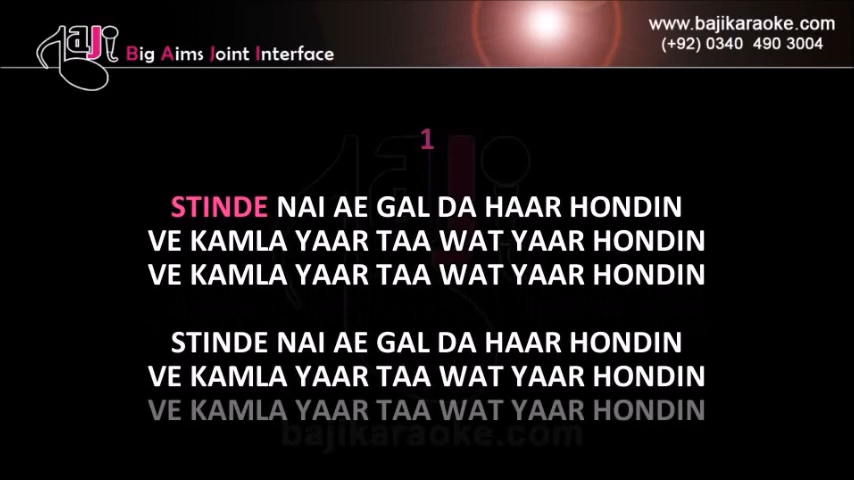 Baji Big Aims Joint Interface
www.bajikaraoke.com
(+92) 0340 490 3004
1
STINDE NAI AE GAL DA HAAR HONDIN
VE KAMLA YAAR TAA WAT YAAR HONDIN
VE KAMLA YAAR TAA WAT YAAR HONDIN
STINDE NAI AE GAL DA HAAR HONDIN
VE KAMLA YAAR TAA WAT YAAR HONDIN
VE KAMLA YAAR TAA WAT YAAR HONDIN
bajikaraoke.com